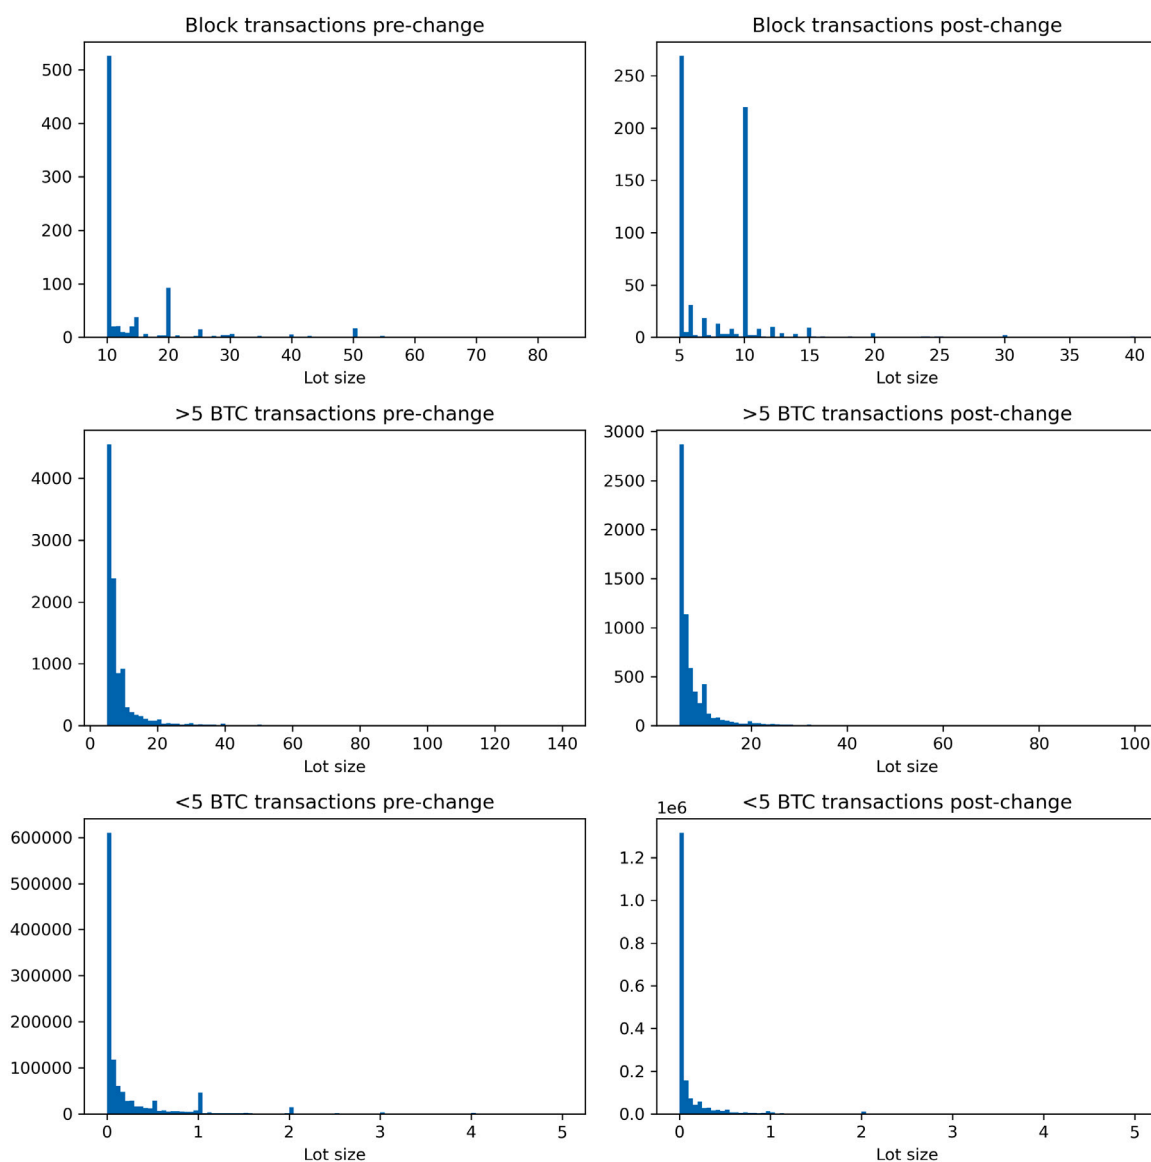 Block transactions pre-change
500
400
300
200
100
0
10 20 30 40 50 60 70 80
Lot size
Block transactions post-change
250
200
150
100
50
0
5 10 15 20 25 30 35 40
Lot size
>5 BTC transactions pre-change
4000
3000
2000
1000
0
0 20 40 60 80 100 120 140
Lot size
>5 BTC transactions post-change
3000
2500
2000
1500
1000
500
0
20 40 60 80 100
Lot size
<5 BTC transactions pre-change
600000
500000
400000
300000
200000
100000
0
0 1 2 3 4 5
Lot size
<5 BTC transactions post-change
1e6
1.2
1.0
0.8
0.6
0.4
0.2
0.0
0 1 2 3 4 5
Lot size